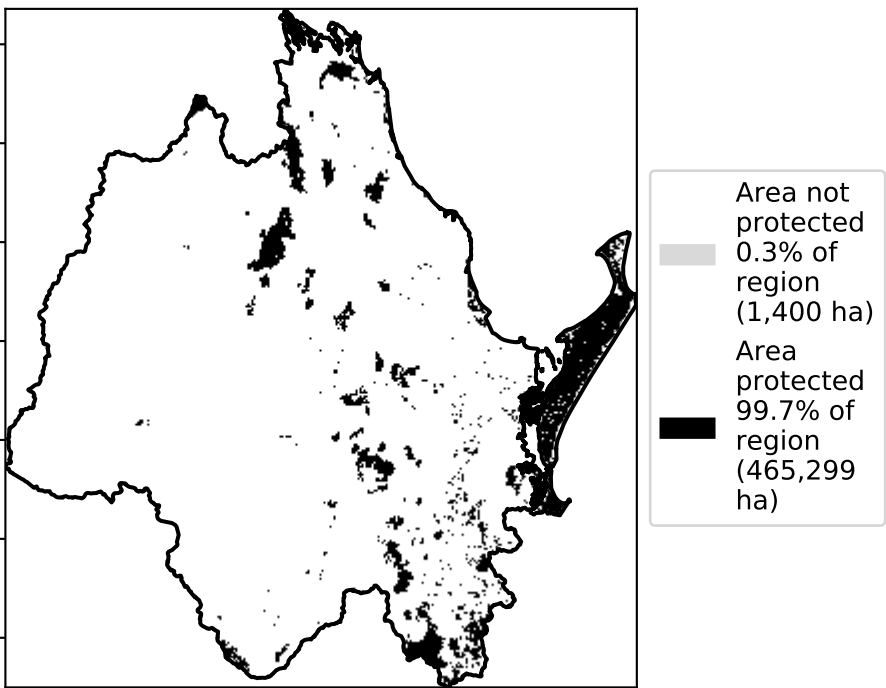 Area not
protected
0.3% of
region
(1,400 ha)
Area
protected
99.7% of
region
(465,299
ha)